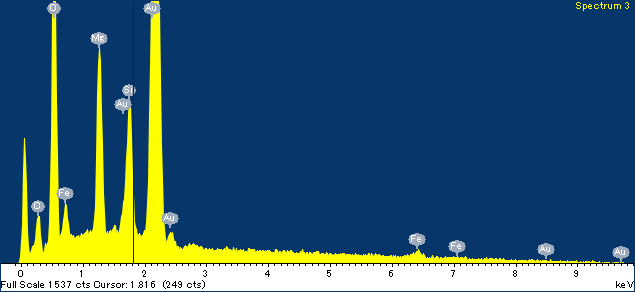 Spectrum 3
O Au
Mg
Si
Au
Fe
C
Au
Fe
Fe
Au
Au
0 1 2 3 4 5 6 7 8 9
Full Scale 1537 cts Cursor: 1.816 (249 cts) keV